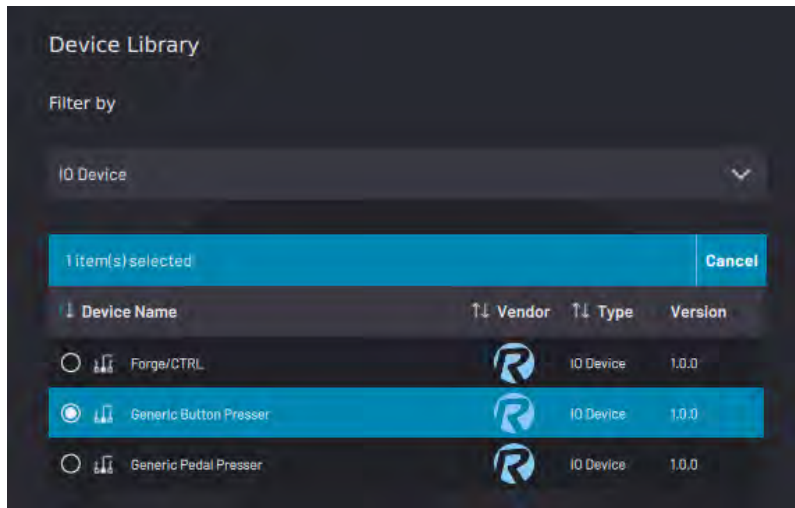 Device Library
Filter by
IO Device
1 item(s) selected Cancel
Device Name Vendor Type Version
Forge/CTRL R IO Device 1.0.0
Generic Button Presser R IO Device 1.0.0
Generic Pedal Presser R IO Device 1.0.0